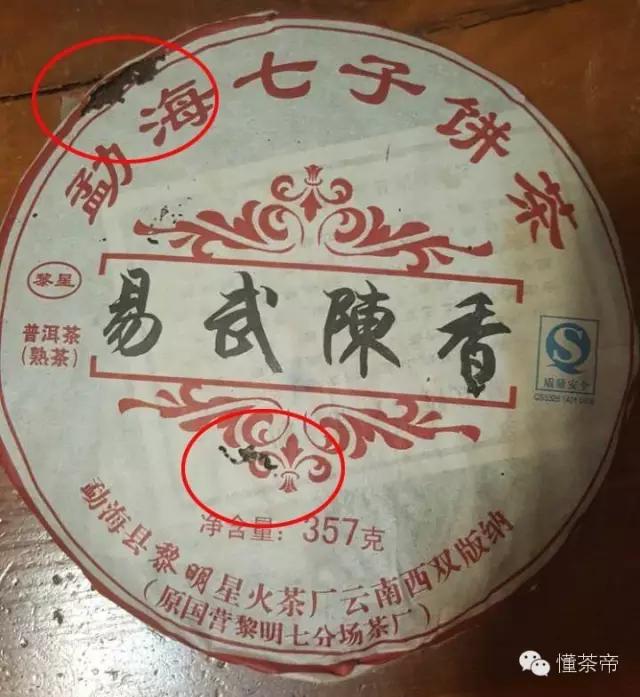 勐海七子饼茶
黎星
普洱茶
(熟茶)
易武陳香
质量安全
净含量：357克
勐海县黎明星火茶厂云南西双版纳
(原国营黎明七分场茶厂)
懂茶帝